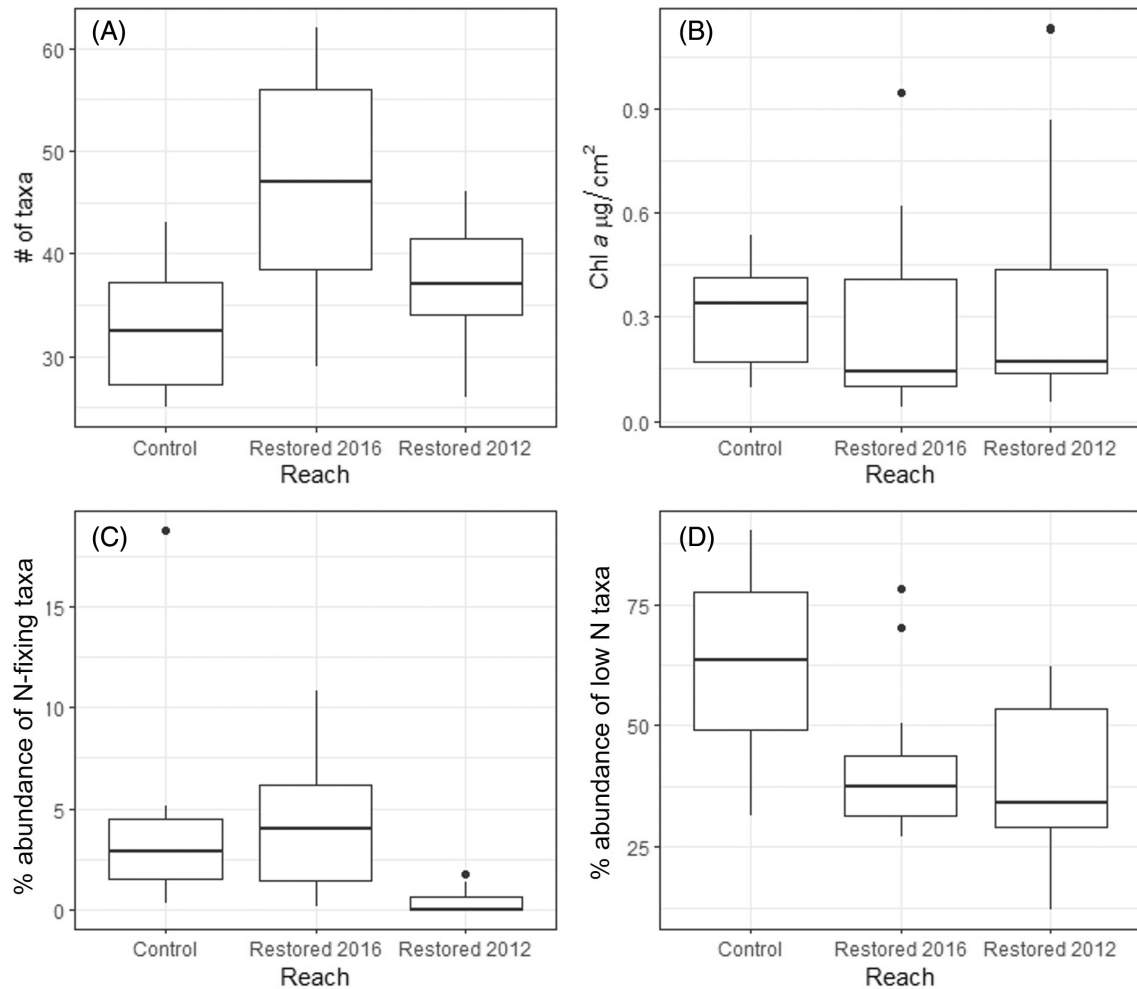 (A)
# of taxa
60
50
40
30
Control Restored 2016 Restored 2012
Reach
(B)
Chl a µg/ cm²
0.9
0.6
0.3
0.0
Control Restored 2016 Restored 2012
Reach
(C)
% abundance of N-fixing taxa
15
10
5
0
Control Restored 2016 Restored 2012
Reach
(D)
% abundance of low N taxa
75
50
25
Control Restored 2016 Restored 2012
Reach